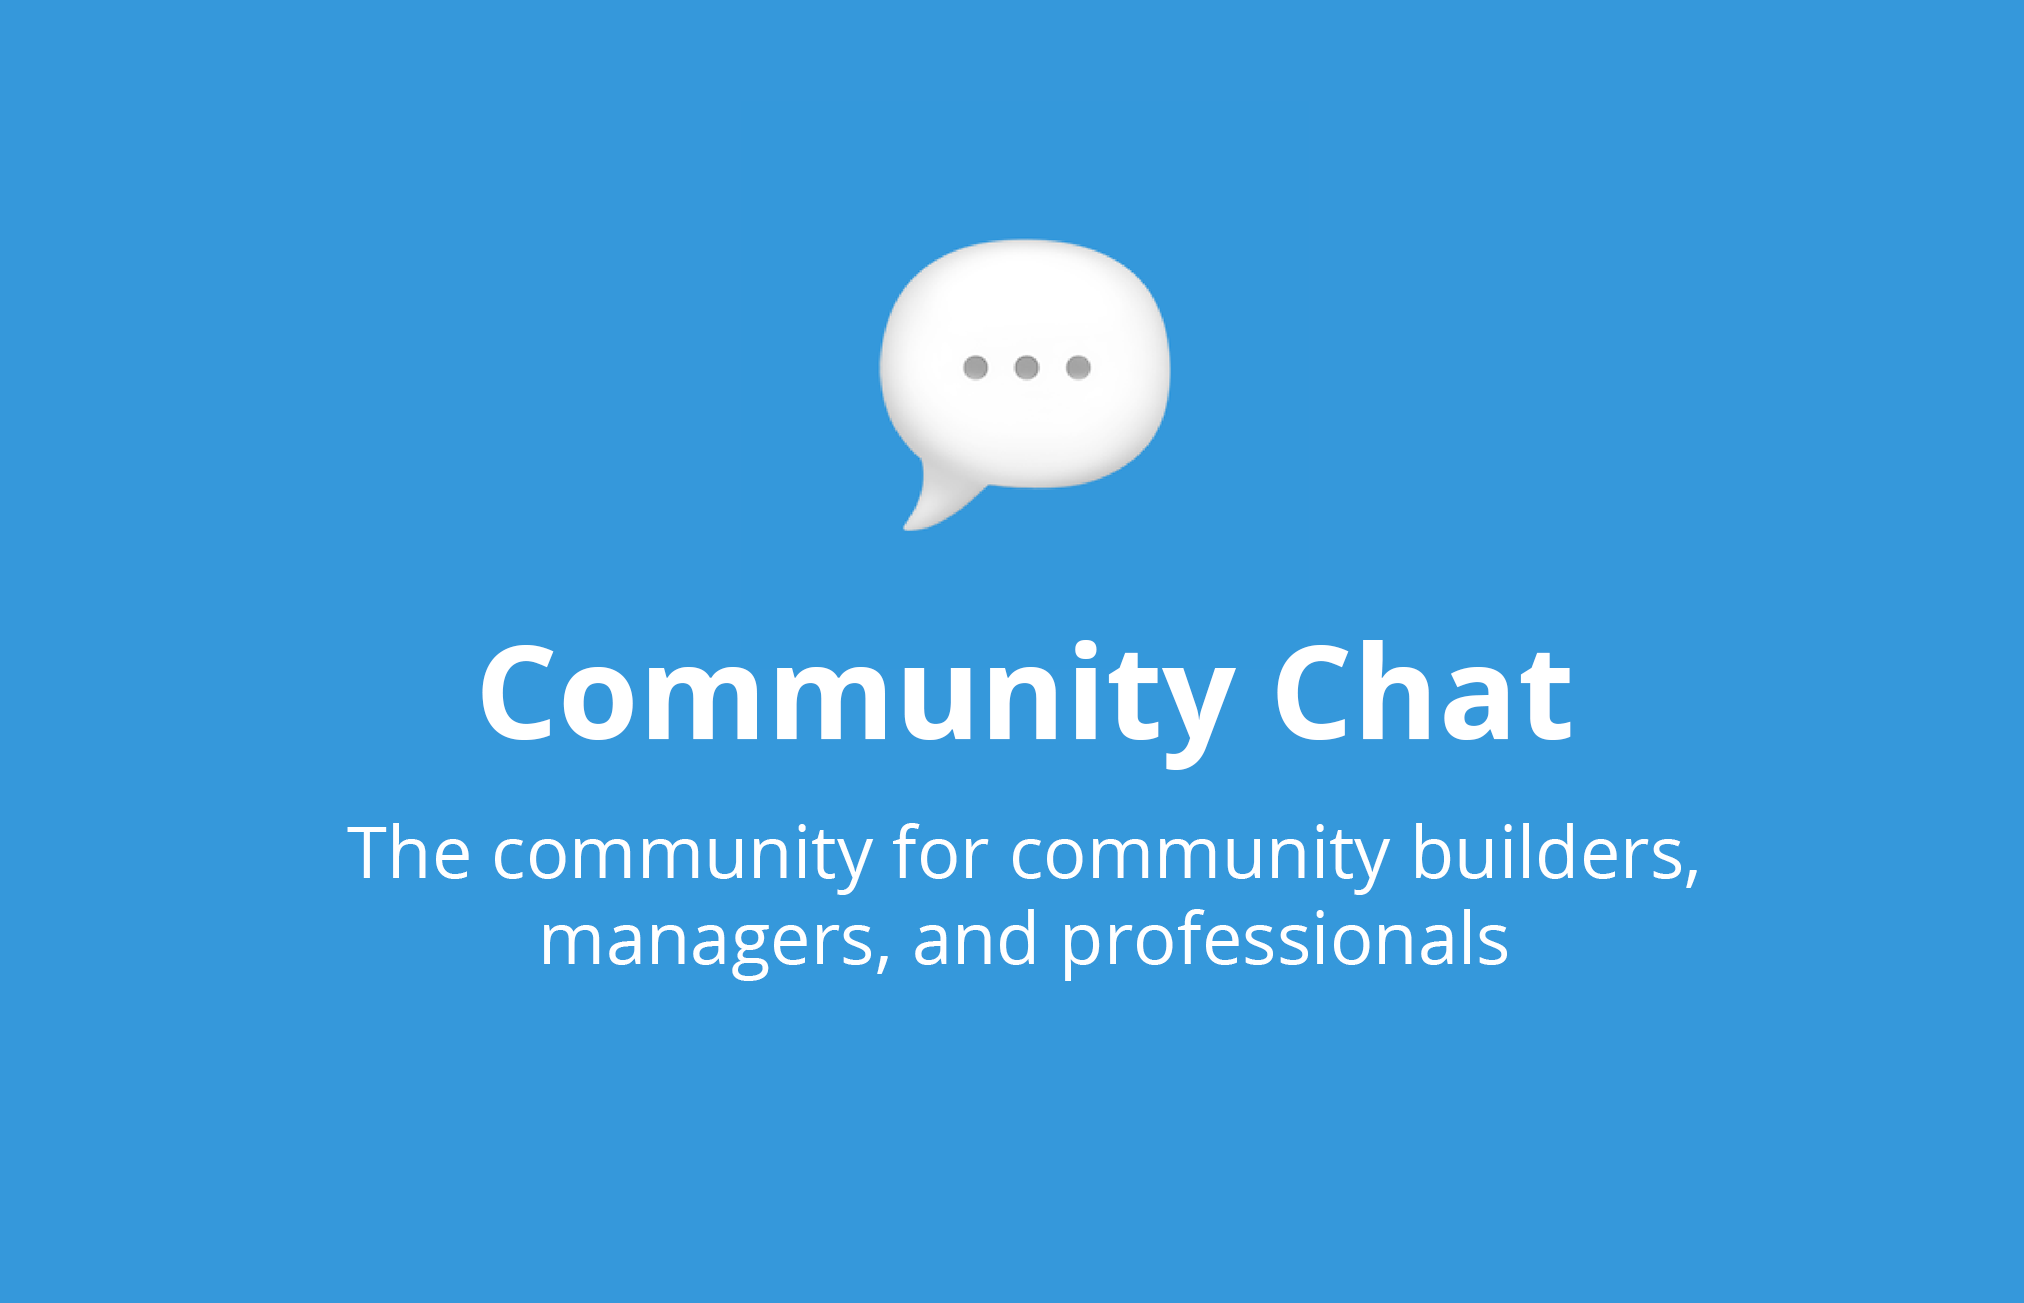 Community Chat
The community for community builders,
managers, and professionals